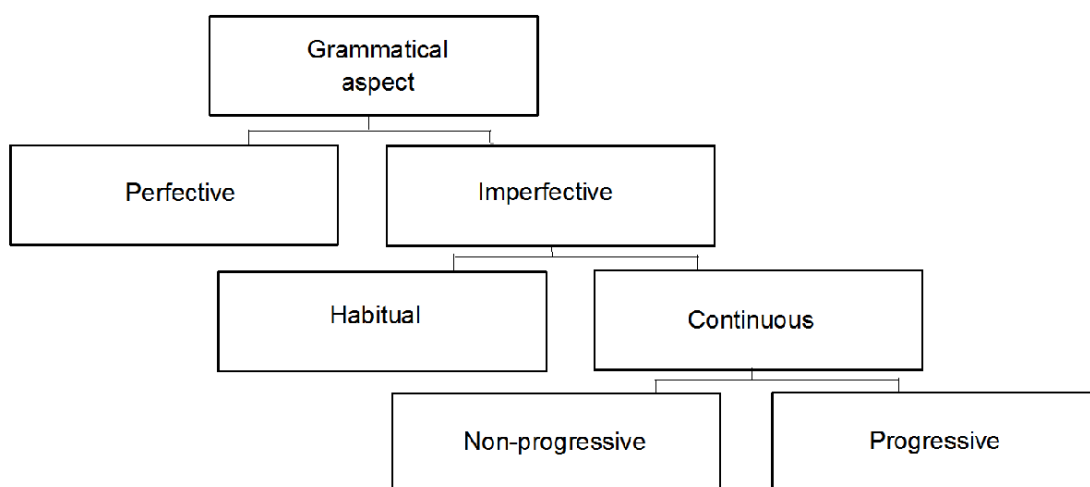 Grammatical
aspect
Perfective
Imperfective
Habitual
Continuous
Non-progressive
Progressive